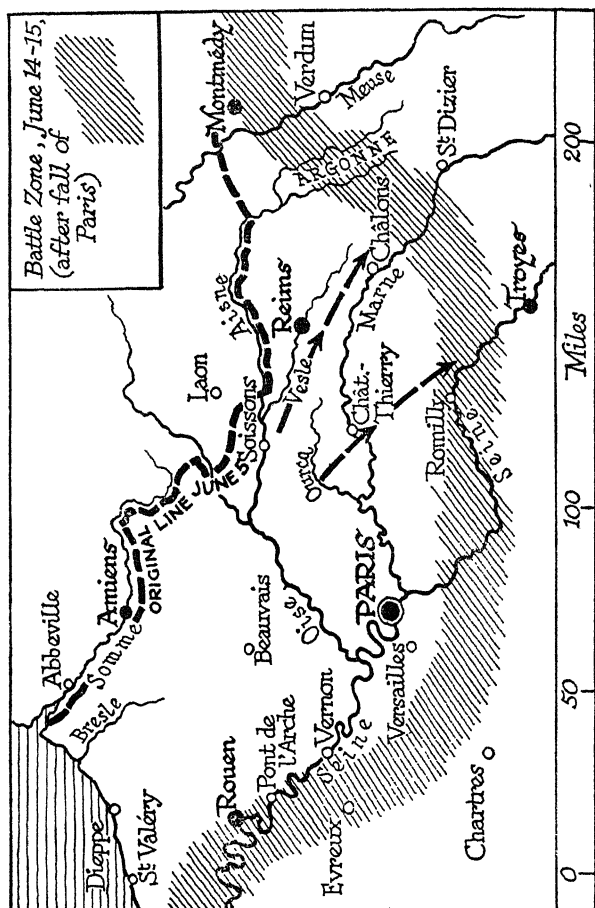 Battle Zone, June 14-15,
(after fall of
Paris)
Abbeville
Dieppe
St Valéry
Bresle
Somme
Amiens
ORIGINAL LINE JUNE 5
Laon
Aisne
Montmédy
Verdun
Meuse
ARGONNE
Rouen
Pont de
l'Arche
Beauvais
Oise
Soissons
Vesle
Reims
Ourcq
Chât.-
Thierry
Marne
Châlons
St Dizier
Evreux
Vernon
Seine
PARIS
Versailles
Chartres
Romilly
Seine
Troyes
0
50
100
Miles
200